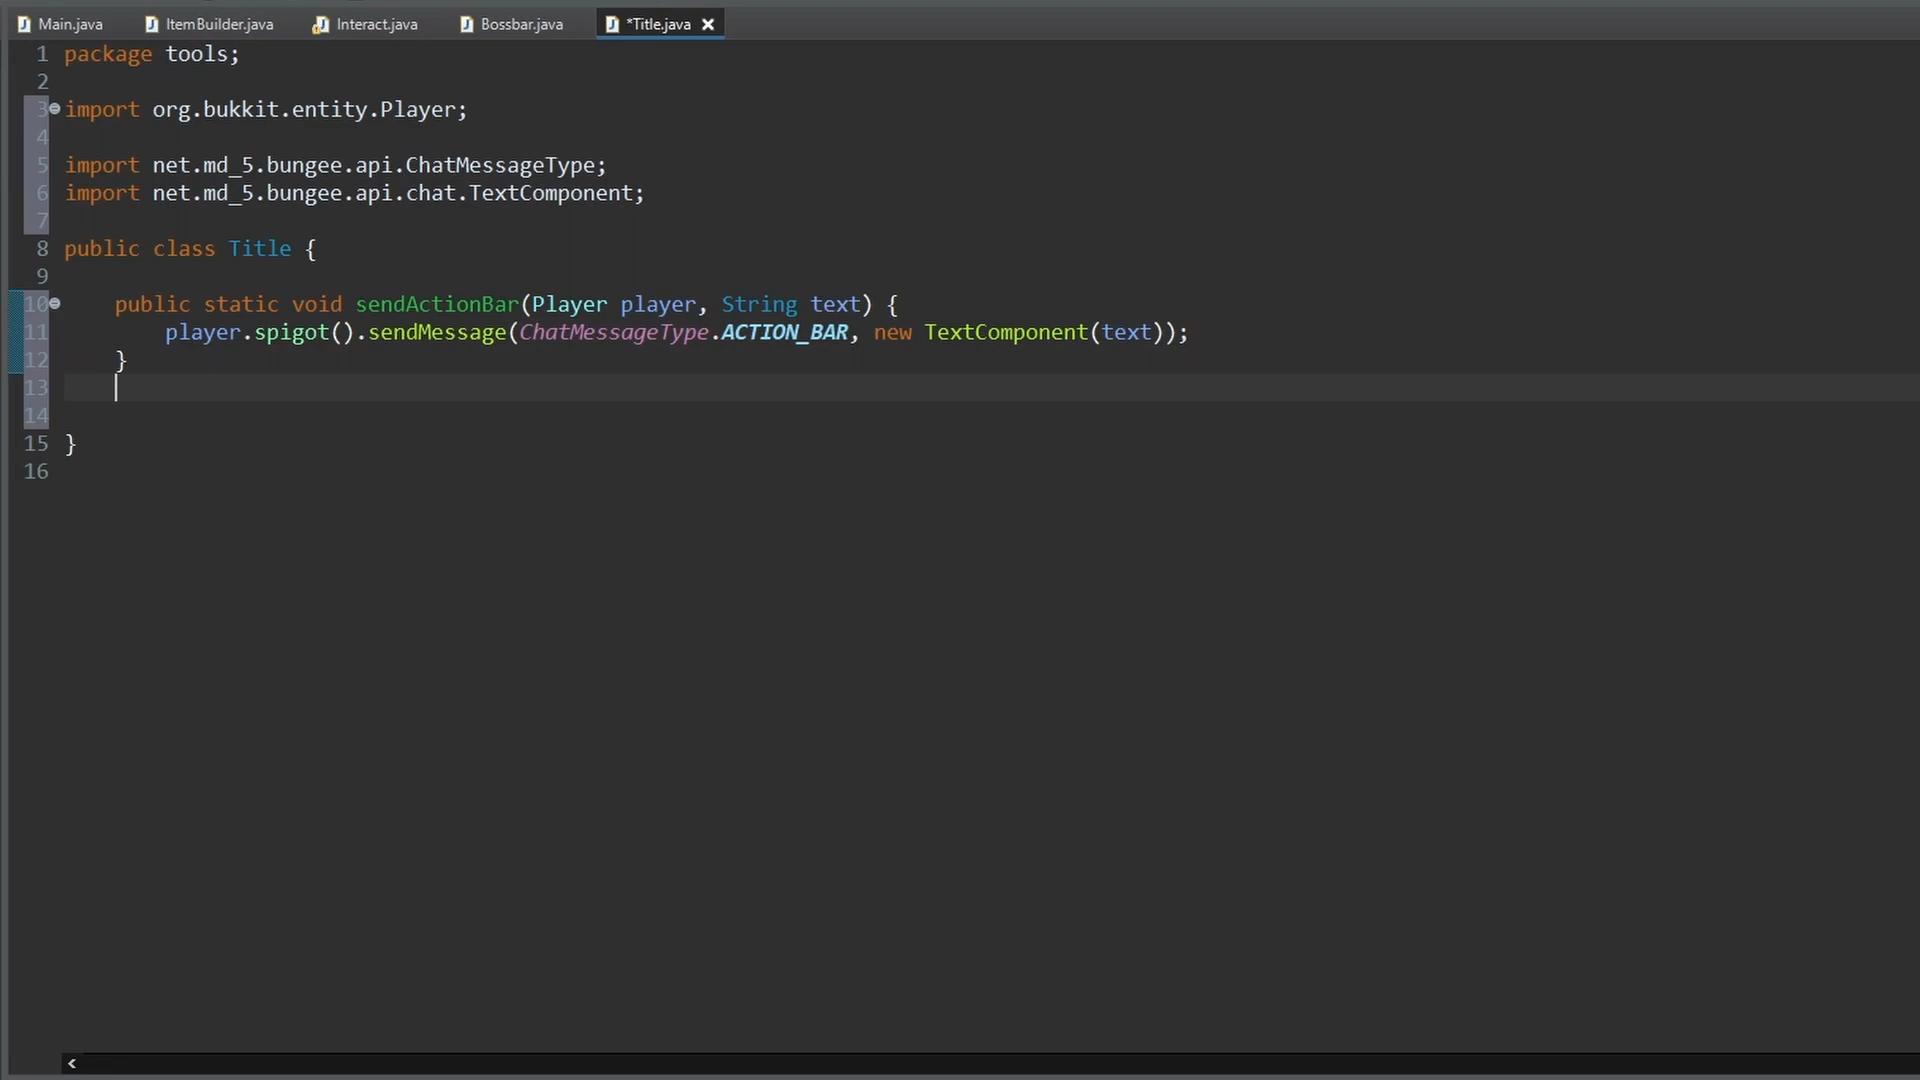 Main.java ItemBuilder.java Interact.java Bossbar.java *Title.java
1 package tools;
2
3 import org.bukkit.entity.Player;
4
5 import net.md_5.bungee.api.ChatMessageType;
6 import net.md_5.bungee.api.chat.TextComponent;
7
8 public class Title {
9
10 public static void sendActionBar(Player player, String text) {
11 player.spigot().sendMessage(ChatMessageType.ACTION_BAR, new TextComponent(text));
12 }
13
14
15 }
16